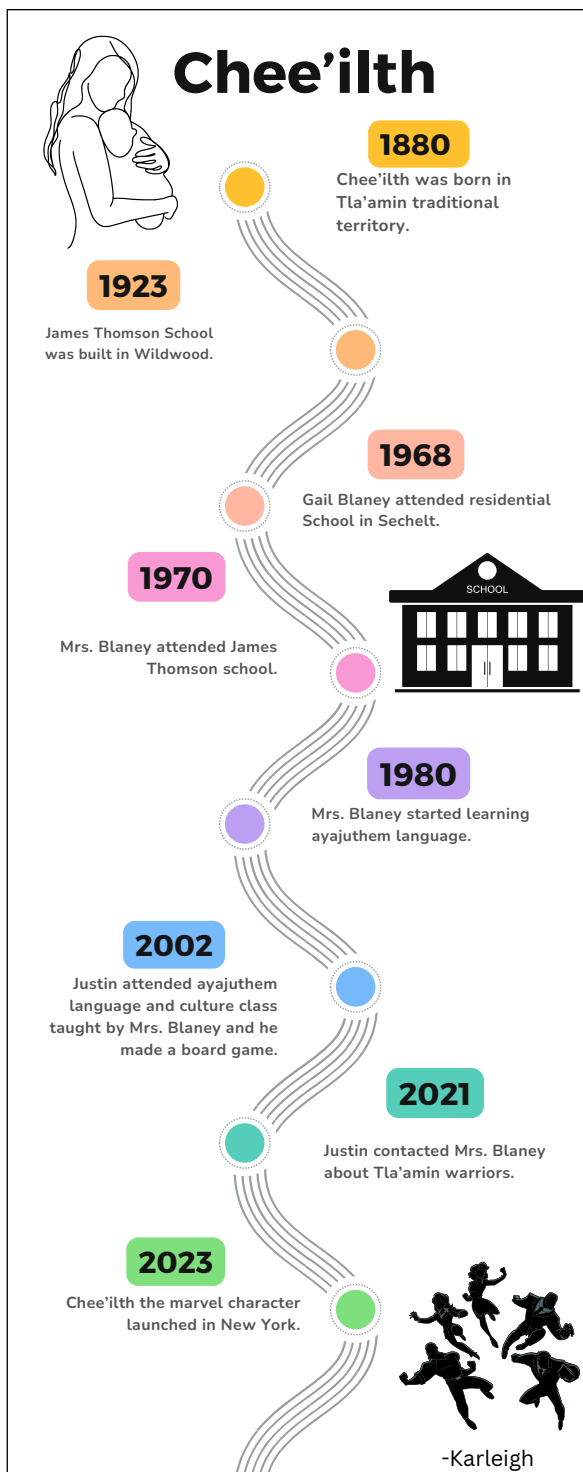 Chee’ilth
1880
Chee’ilth was born in
Tla’amin traditional
territory.
1923
James Thomson School
was built in Wildwood.
1968
Gail Blaney attended residential
School in Sechelt.
1970
Mrs. Blaney attended James
Thomson school.
SCHOOL
1980
Mrs. Blaney started learning
ayajuthem language.
2002
Justin attended ayajuthem
language and culture class
taught by Mrs. Blaney and he
made a board game.
2021
Justin contacted Mrs. Blaney
about Tla’amin warriors.
2023
Chee’ilth the marvel character
launched in New York.
-Karleigh